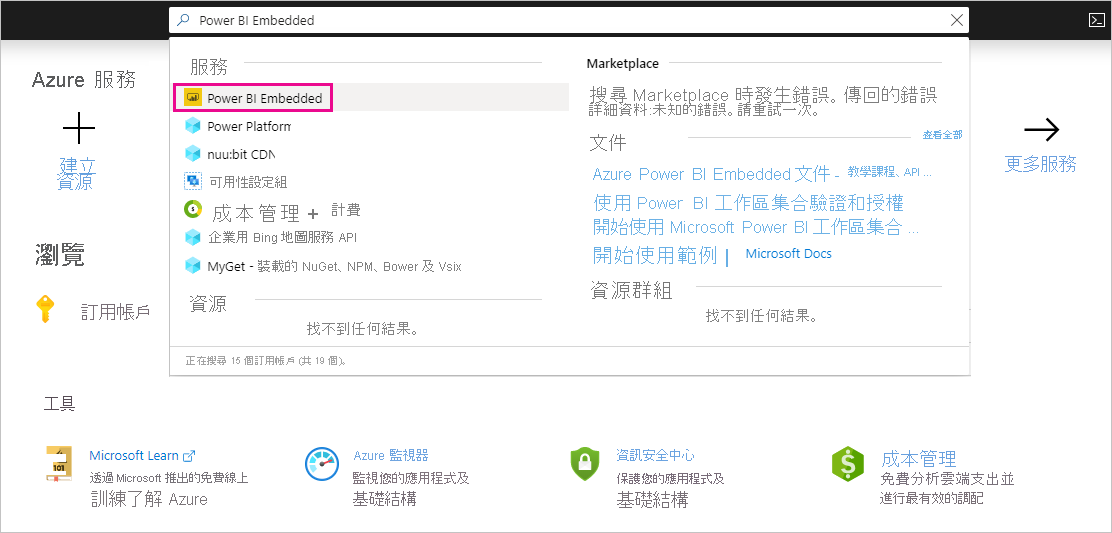 Power BI Embedded
Azure 服務
建立
資源
更多服務
瀏覽
訂用帳戶
服務
Power BI Embedded
Power Platform
nuu:bit CDN
可用性設定組
成本管理 + 計費
企業用 Bing 地圖服務 API
MyGet - 裝載的 NuGet、NPM、Bower 及 Vsix
資源
找不到任何結果。
Marketplace
搜尋 Marketplace 時發生錯誤。傳回的錯誤
詳細資料:未知的錯誤。請重試一次。
文件
查看全部
Azure Power BI Embedded 文件 - 教學課程、API ...
使用 Power BI 工作區集合驗證和授權
開始使用 Microsoft Power BI 工作區集合 ...
開始使用範例 | Microsoft Docs
資源群組
找不到任何結果。
正在搜尋 15 個訂用帳戶 (共 19 個)。
工具
Microsoft Learn
透過 Microsoft 推出的免費線上
訓練了解 Azure
Azure 監視器
監視您的應用程式及
基礎結構
資訊安全中心
保護您的應用程式及
基礎結構
成本管理
免費分析雲端支出並
進行最有效的調配